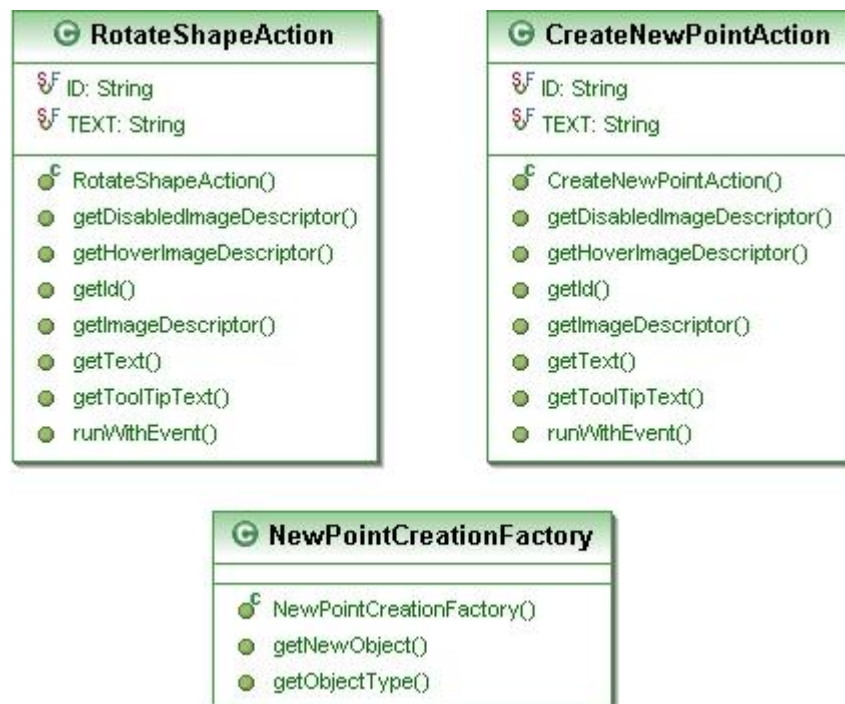 RotateShapeAction
ID: String
TEXT: String
RotateShapeAction()
getDisabledImageDescriptor()
getHoverImageDescriptor()
getId()
getImageDescriptor()
getText()
getToolTipText()
runWithEvent()
CreateNewPointAction
ID: String
TEXT: String
CreateNewPointAction()
getDisabledImageDescriptor()
getHoverImageDescriptor()
getId()
getImageDescriptor()
getText()
getToolTipText()
runWithEvent()
NewPointCreationFactory
NewPointCreationFactory()
getNewObject()
getObjectType()